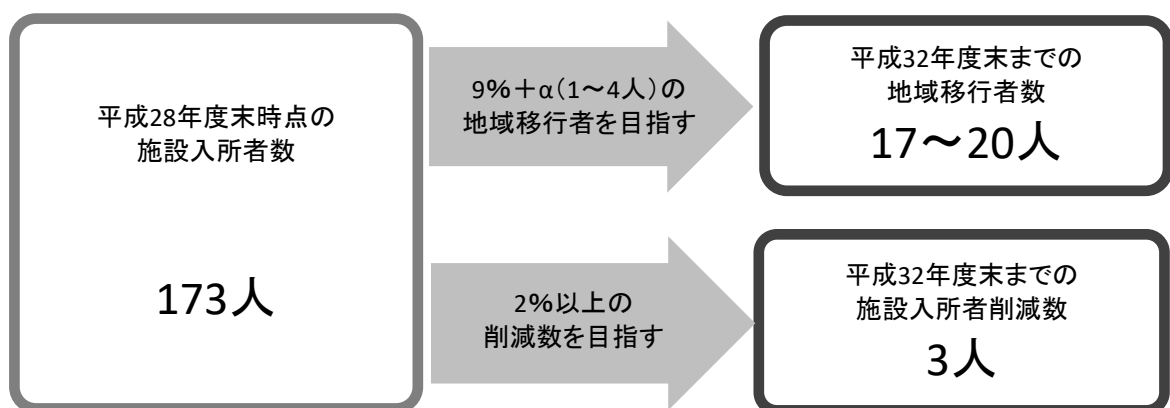 平成28年度末時点の
施設入所者数
173人
9%+α(1～4人)の
地域移行者を目指す
平成32年度末までの
地域移行者数
17～20人
2%以上の
削減数を目指す
平成32年度末までの
施設入所者削減数
3人